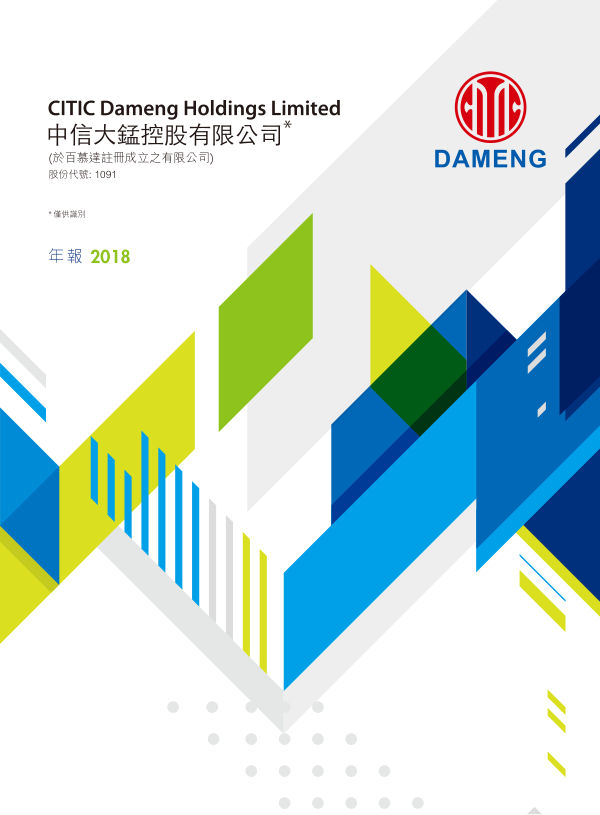 CITIC Dameng Holdings Limited
中信大錳控股有限公司*
(於百慕達註冊成立之有限公司)
股份代號: 1091
* 僅供識別
年報 2018
DAMENG